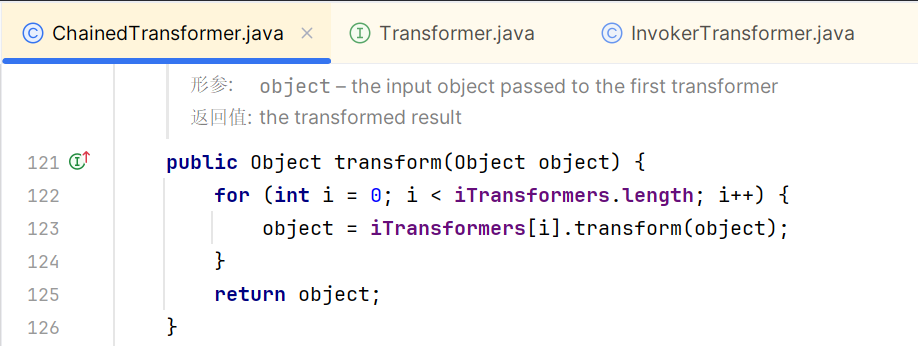 ChainedTransformer.java × Transformer.java InvokerTransformer.java
形参: object – the input object passed to the first transformer
返回值: the transformed result
121 public Object transform(Object object) {
122 for (int i = 0; i < iTransformers.length; i++) {
123 object = iTransformers[i].transform(object);
124 }
125 return object;
126 }